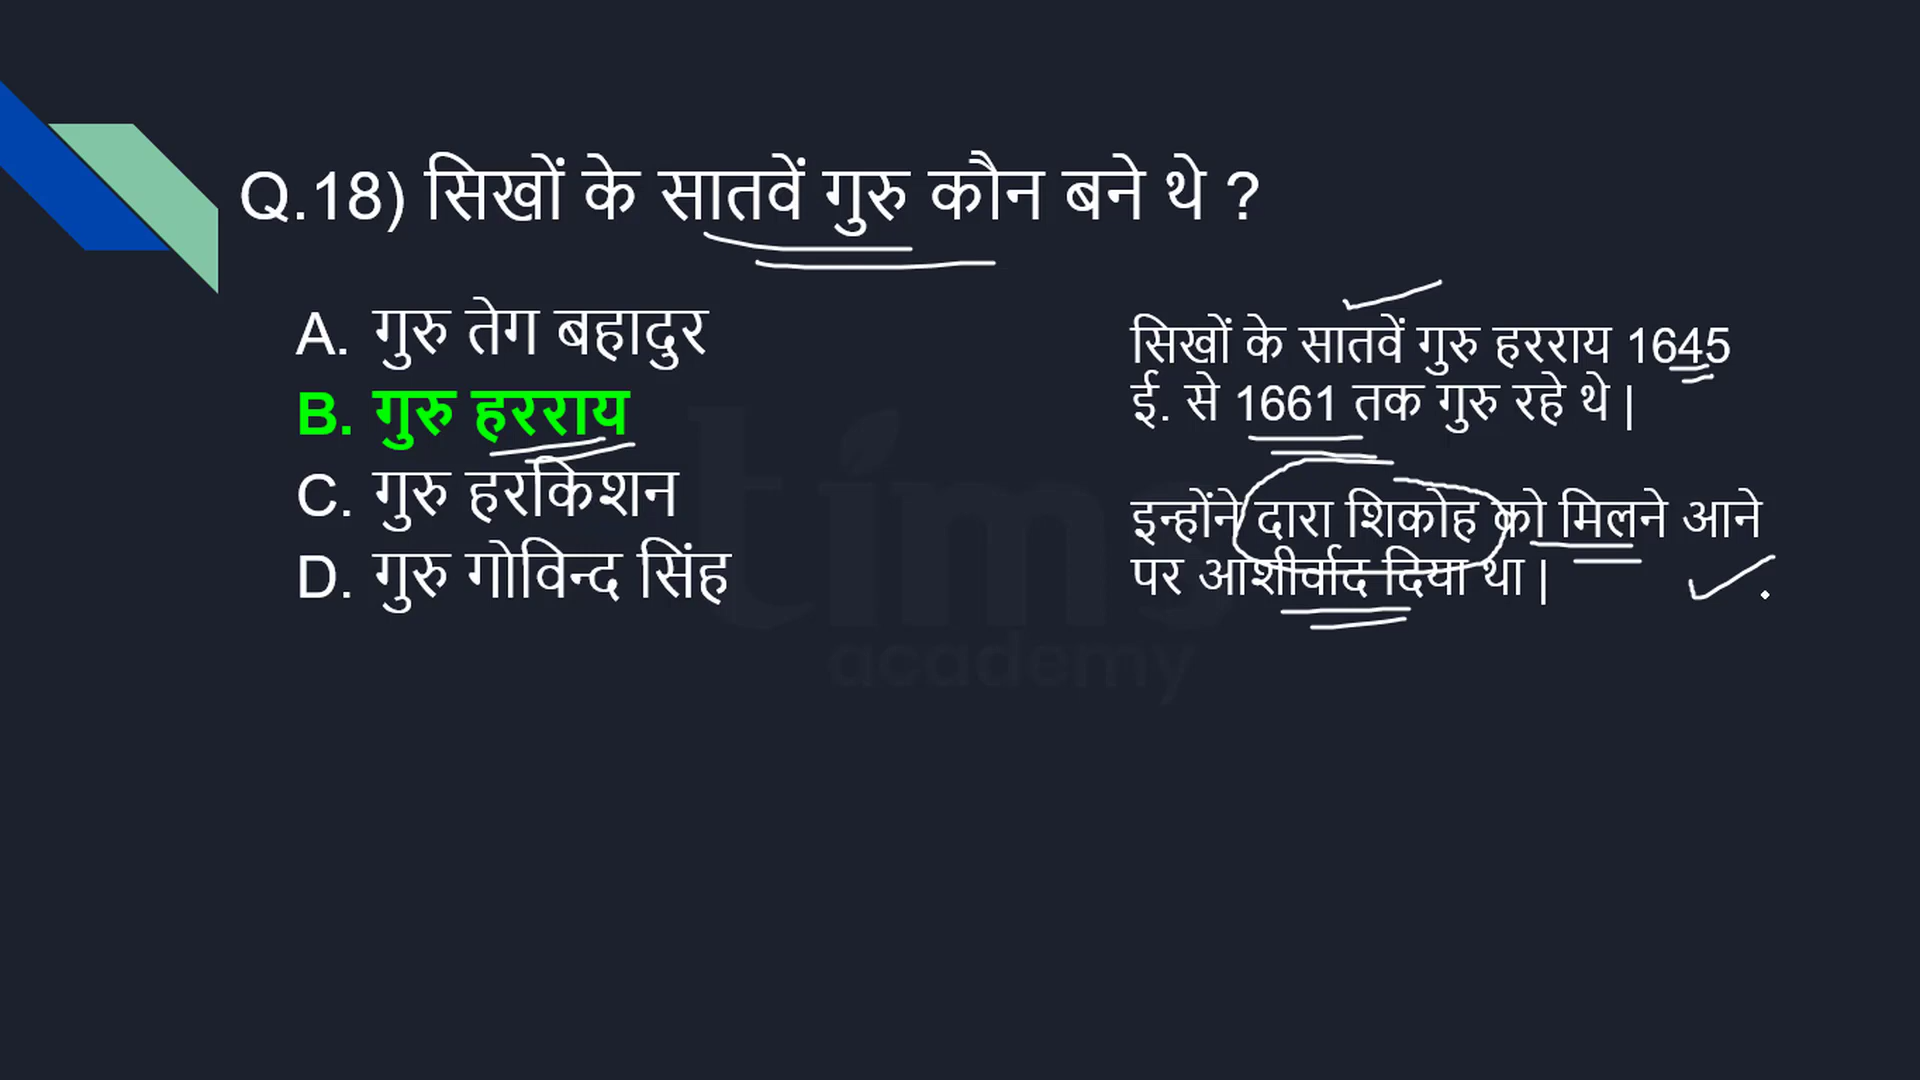 Q.18) सिखों के सातवें गुरु कौन बने थे ?
A. गुरु तेग बहादुर
B. गुरु हरराय
C. गुरु हरकिशन
D. गुरु गोविन्द सिंह
सिखों के सातवें गुरु हरराय 1645
ई. से 1661 तक गुरु रहे थे |
इन्होंने दारा शिकोह को मिलने आने
पर आशीर्वाद दिया था |
tims
academy